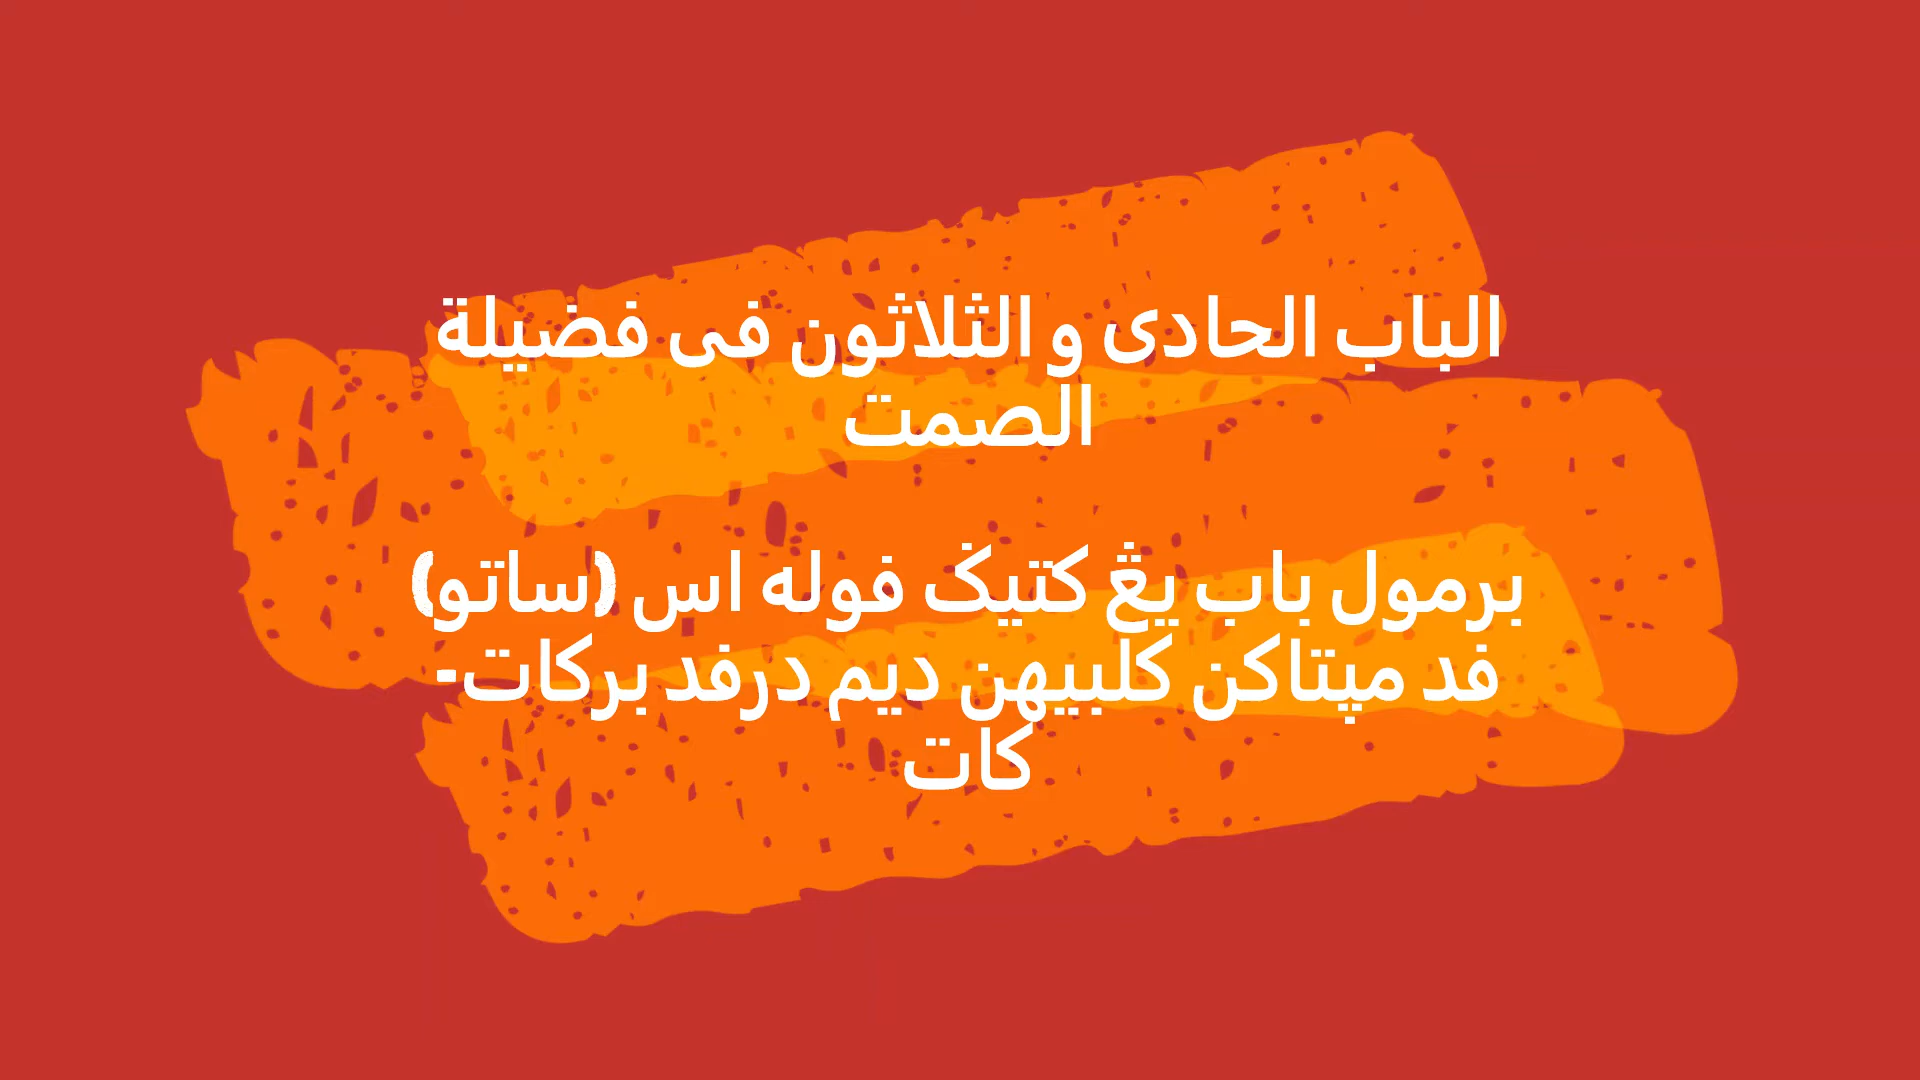 الباب الحادى و الثلاثون فى فضيلة
الصمت
برمول باب يڠ كتيݢ فوله اس (ساتو)
فد مڽتاكن كلبيهن ديم درفد بركات-
كات